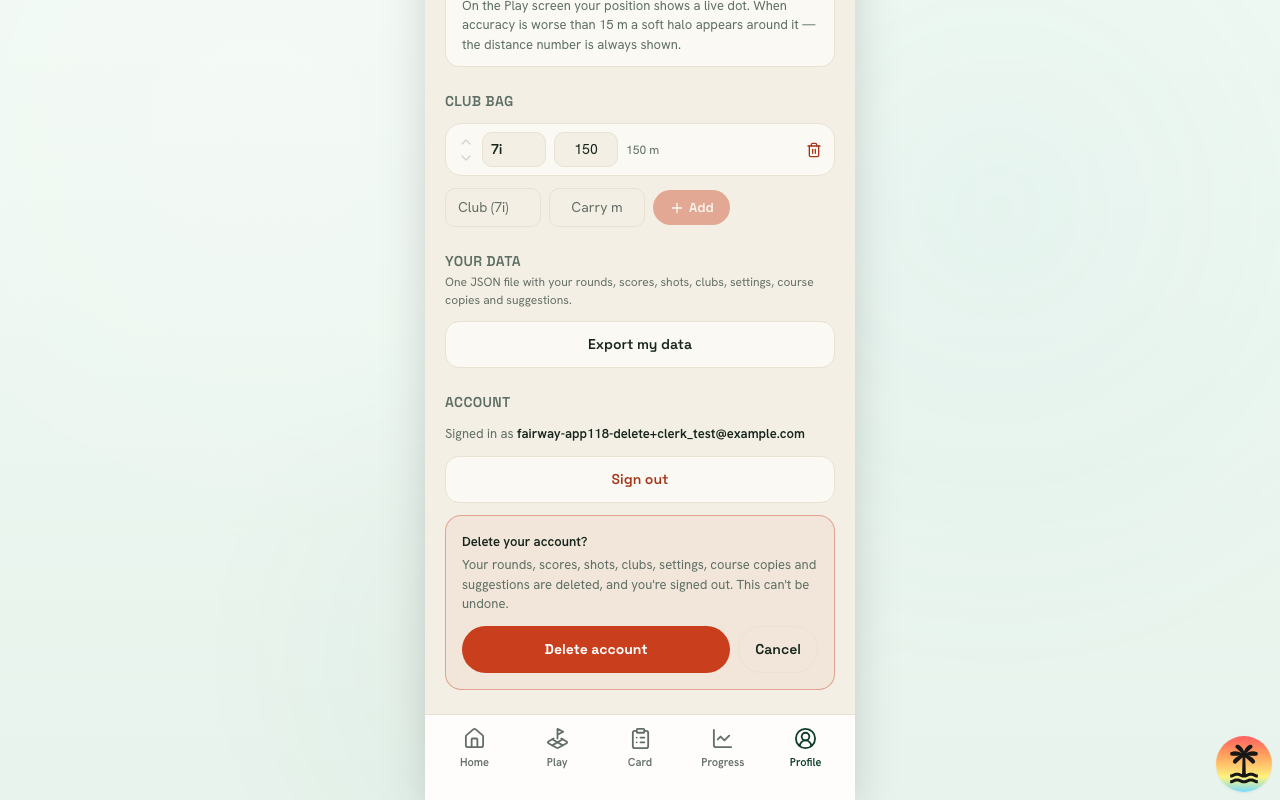 On the Play screen your position shows a live dot. When
accuracy is worse than 15 m a soft halo appears around it —
the distance number is always shown.
CLUB BAG
7i
150
150 m
Club (7i)
Carry m
+ Add
YOUR DATA
One JSON file with your rounds, scores, shots, clubs, settings, course
copies and suggestions.
Export my data
ACCOUNT
Signed in as fairway-app118-delete+clerk_test@example.com
Sign out
Delete your account?
Your rounds, scores, shots, clubs, settings, course copies and
suggestions are deleted, and you're signed out. This can't be
undone.
Delete account
Cancel
Home
Play
Card
Progress
Profile